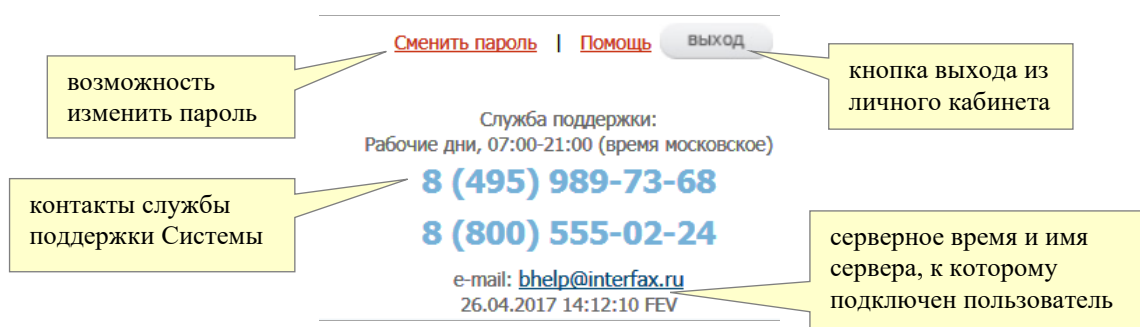 Сменить пароль | Помощь выход
возможность
изменить пароль
кнопка выхода из
личного кабинета
Служба поддержки:
Рабочие дни, 07:00-21:00 (время московское)
8 (495) 989-73-68
8 (800) 555-02-24
контакты службы
поддержки Системы
e-mail: bhelp@interfax.ru
26.04.2017 14:12:10 FEV
серверное время и имя
сервера, к которому
подключен пользователь